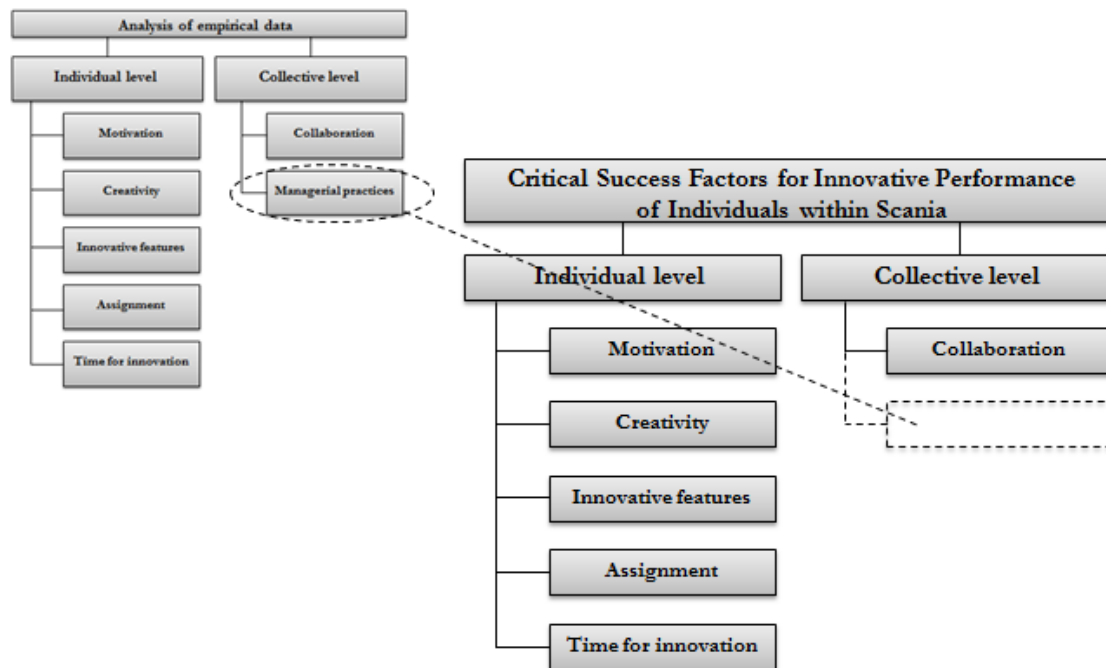 Analysis of empirical data
Individual level
Collective level
Motivation
Creativity
Innovative features
Assignment
Time for innovation
Collaboration
Managerial practices
Critical Success Factors for Innovative Performance
of Individuals within Scania
Individual level
Collective level
Motivation
Creativity
Innovative features
Assignment
Time for innovation
Collaboration